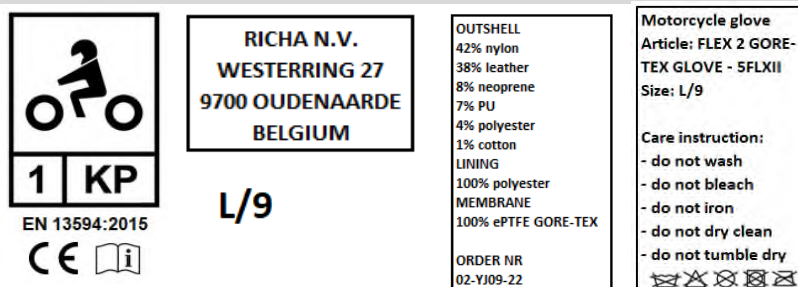 1 KP
EN 13594:2015
CE i
RICHA N.V.
WESTERRING 27
9700 OUDENAARDE
BELGIUM
L/9
OUTSHELL
42% nylon
38% leather
8% neoprene
7% PU
4% polyester
1% cotton
LINING
100% polyester
MEMBRANE
100% ePTFE GORE-TEX
ORDER NR
02-YJ09-22
Motorcycle glove
Article: FLEX 2 GORE-
TEX GLOVE - 5FLXII
Size: L/9
Care instruction:
- do not wash
- do not bleach
- do not iron
- do not dry clean
- do not tumble dry